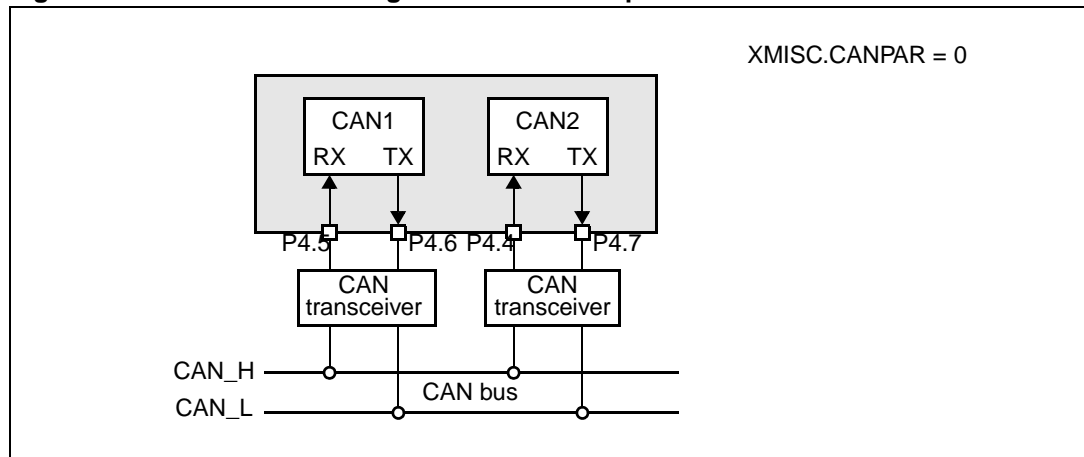 XMISC.CANPAR = 0
CAN1
CAN2
RX TX
RX TX
P4.5
P4.6
P4.4
P4.7
CAN
transceiver
CAN
transceiver
CAN_H
CAN bus
CAN_L